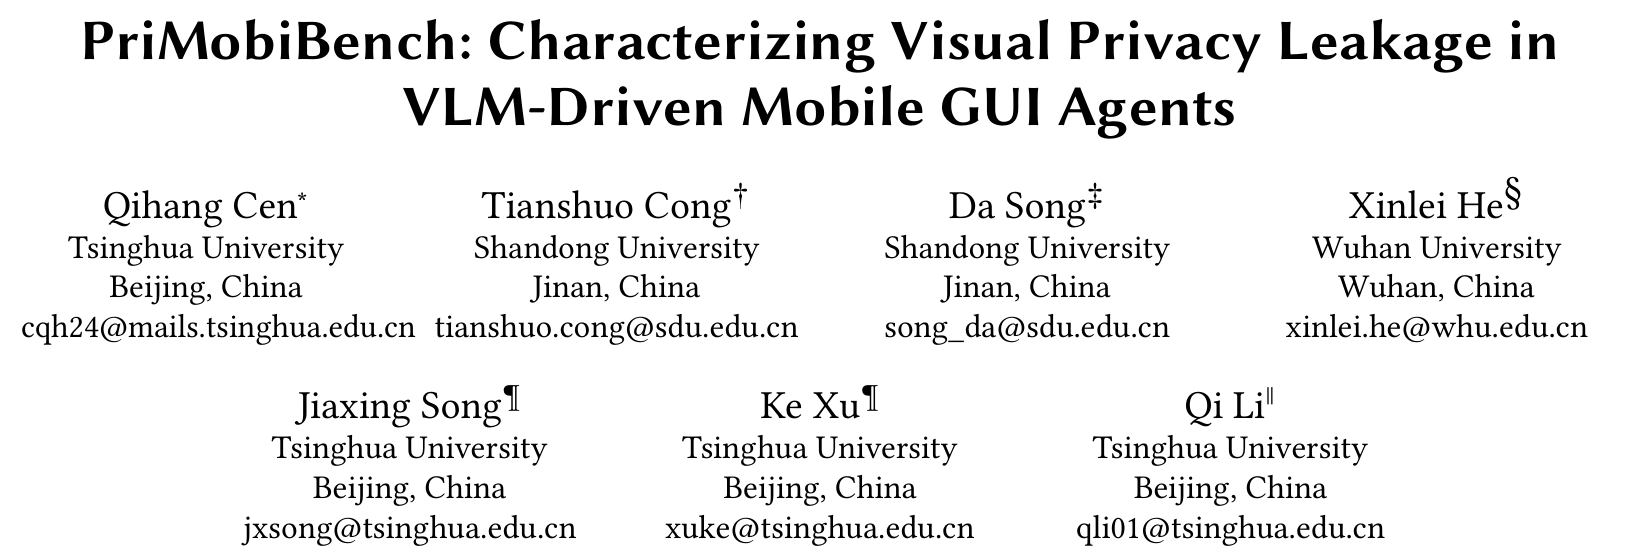 PriMobiBench: Characterizing Visual Privacy Leakage in
VLM-Driven Mobile GUI Agents
Qihang Cen*
Tsinghua University
Beijing, China
cqh24@mails.tsinghua.edu.cn
Tianshuo Cong†
Shandong University
Jinan, China
tianshuo.cong@sdu.edu.cn
Da Song‡
Shandong University
Jinan, China
song_da@sdu.edu.cn
Xinlei He§
Wuhan University
Wuhan, China
xinlei.he@whu.edu.cn
Jiaxing Song¶
Tsinghua University
Beijing, China
jxsong@tsinghua.edu.cn
Ke Xu¶
Tsinghua University
Beijing, China
xuke@tsinghua.edu.cn
Qi Li‖
Tsinghua University
Beijing, China
qli01@tsinghua.edu.cn